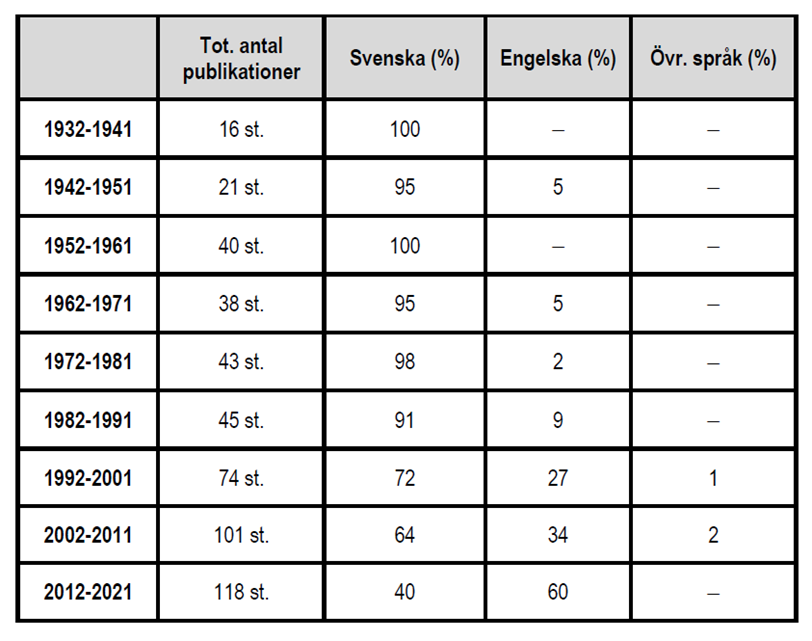 Tot. antal publikationer Svenska (%) Engelska (%) Övr. språk (%)
1932-1941 16 st. 100 – –
1942-1951 21 st. 95 5 –
1952-1961 40 st. 100 – –
1962-1971 38 st. 95 5 –
1972-1981 43 st. 98 2 –
1982-1991 45 st. 91 9 –
1992-2001 74 st. 72 27 1
2002-2011 101 st. 64 34 2
2012-2021 118 st. 40 60 –